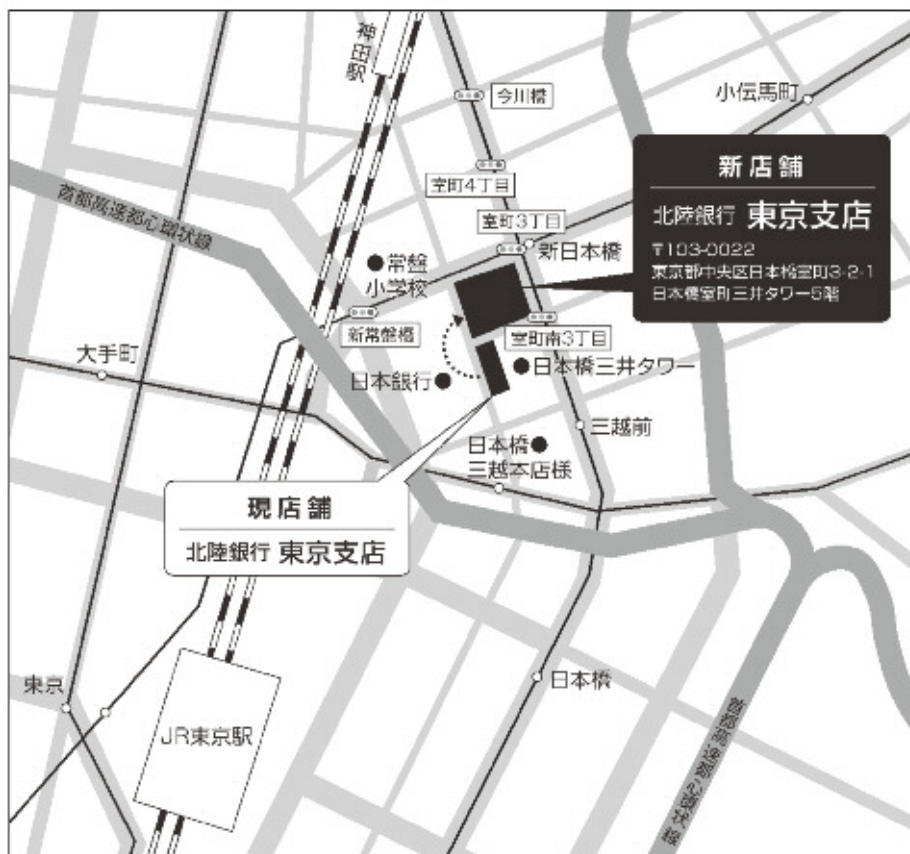 神田駅
今川橋
小伝馬町
室町4丁目
新店舗
北陸銀行 東京支店
〒103-0022
東京都中央区日本橋室町3-2-1
日本橋室町三井タワー5階
首都高速都心環状線
室町3丁目
新日本橋
常盤
小学校
新常盤橋
室町南3丁目
大手町
日本銀行
日本橋三井タワー
三越前
日本橋
三越本店様
現店舗
北陸銀行 東京支店
東京
日本橋
JR東京駅
首都高速都心環状線